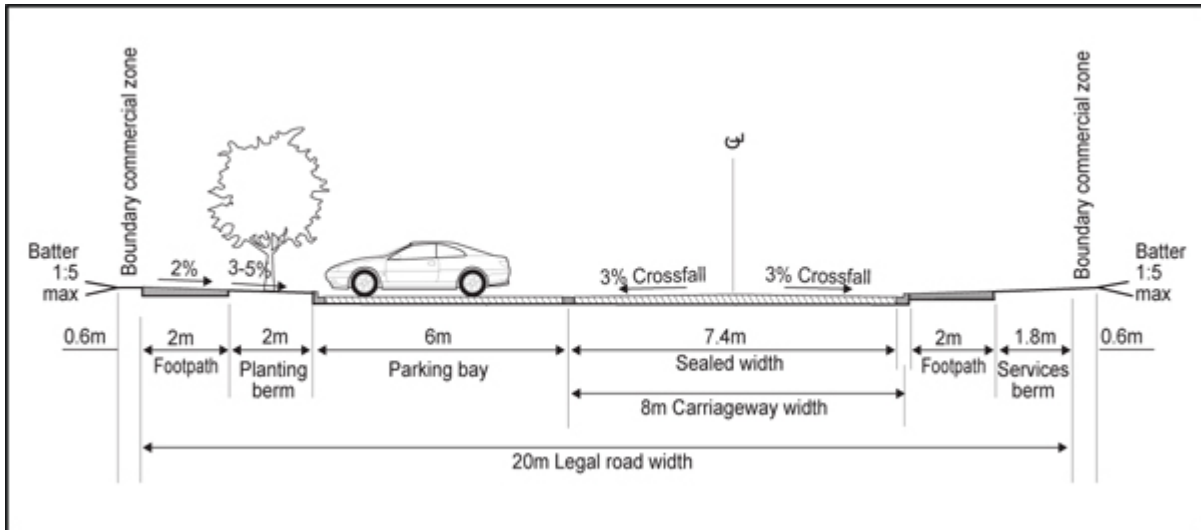 Boundary commercial zone
Boundary commercial zone
Batter
1:5
max
2%
3-5%
3% Crossfall
3% Crossfall
Batter
1:5
max
0.6m
2m
Footpath
2m
Planting
berm
6m
Parking bay
7.4m
Sealed width
2m
Footpath
1.8m
Services
berm
0.6m
8m Carriageway width
20m Legal road width